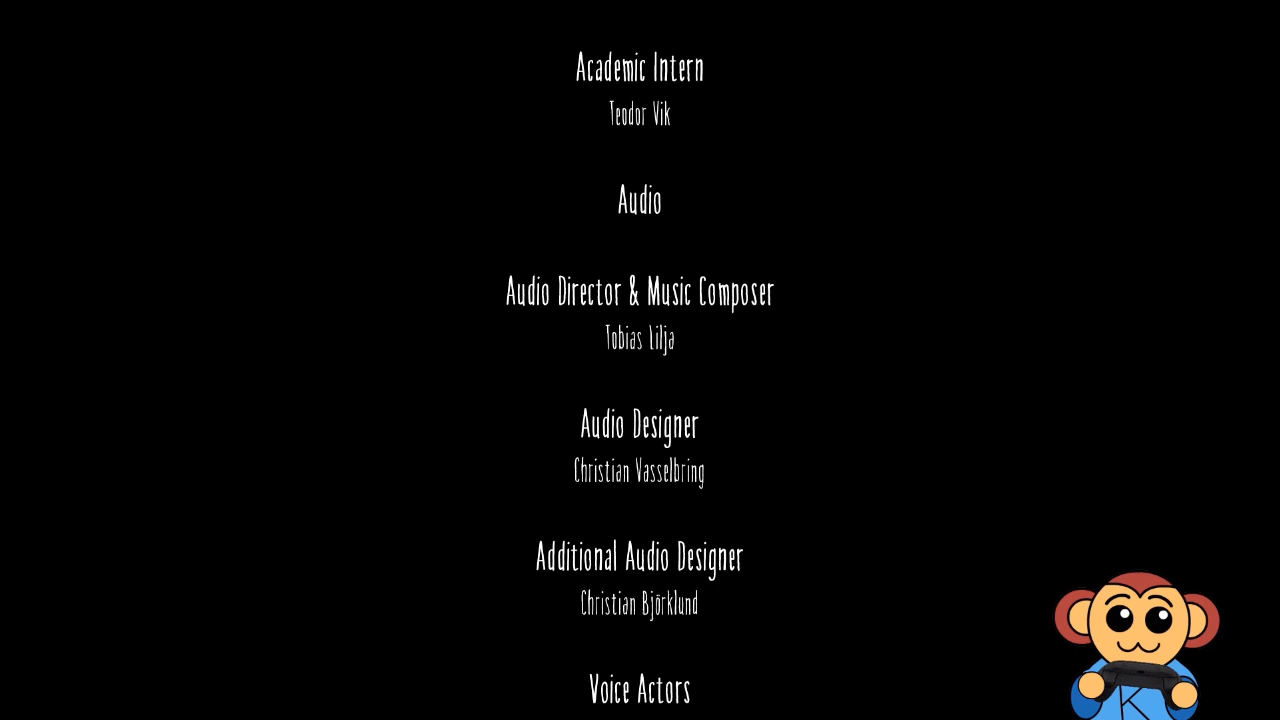 Academic Intern
Teodor Vik
Audio
Audio Director & Music Composer
Tobias Lilja
Audio Designer
Christian Vasselbring
Additional Audio Designer
Christian Björklund
Voice Actors
K